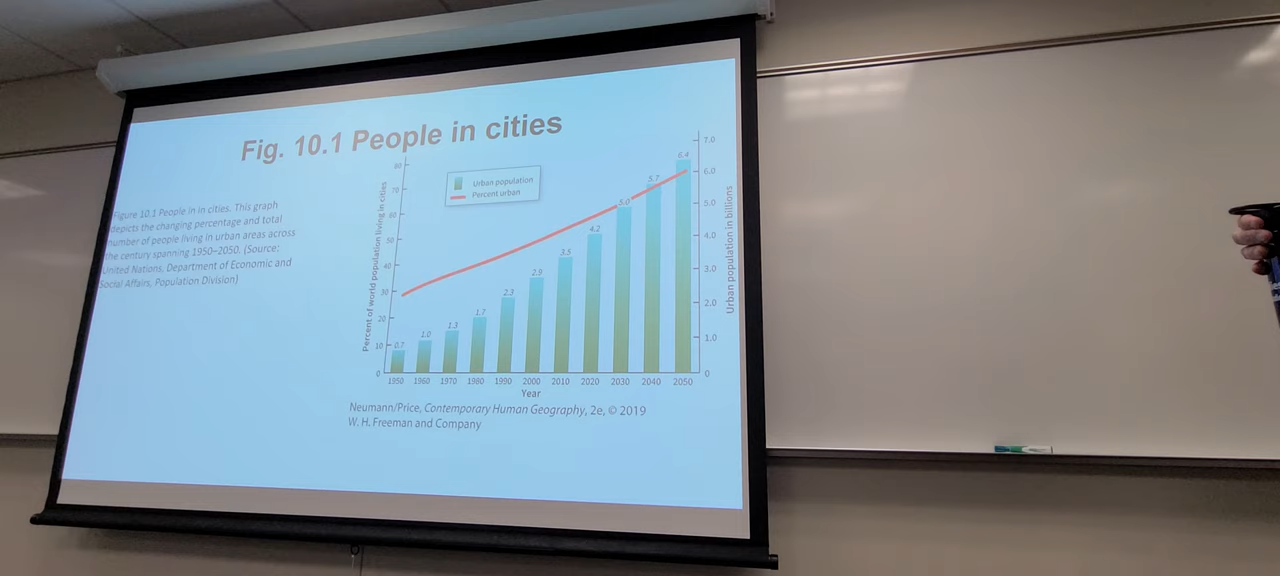 Fig. 10.1 People in cities
Figure 10.1 People in in cities. This graph
depicts the changing percentage and total
number of people living in urban areas across
the century spanning 1950–2050. (Source:
United Nations, Department of Economic and
Social Affairs, Population Division)
Urban population
Percent urban
Percent of world population living in cities
80
70
60
50
40
30
20
10
0
0.7
1.0
1.3
1.7
2.3
2.9
3.5
4.2
5.0
5.7
6.4
7.0
6.0
5.0
4.0
3.0
2.0
1.0
0
Urban population in billions
1950 1960 1970 1980 1990 2000 2010 2020 2030 2040 2050
Year
Neumann/Price, Contemporary Human Geography, 2e, © 2019
W. H. Freeman and Company